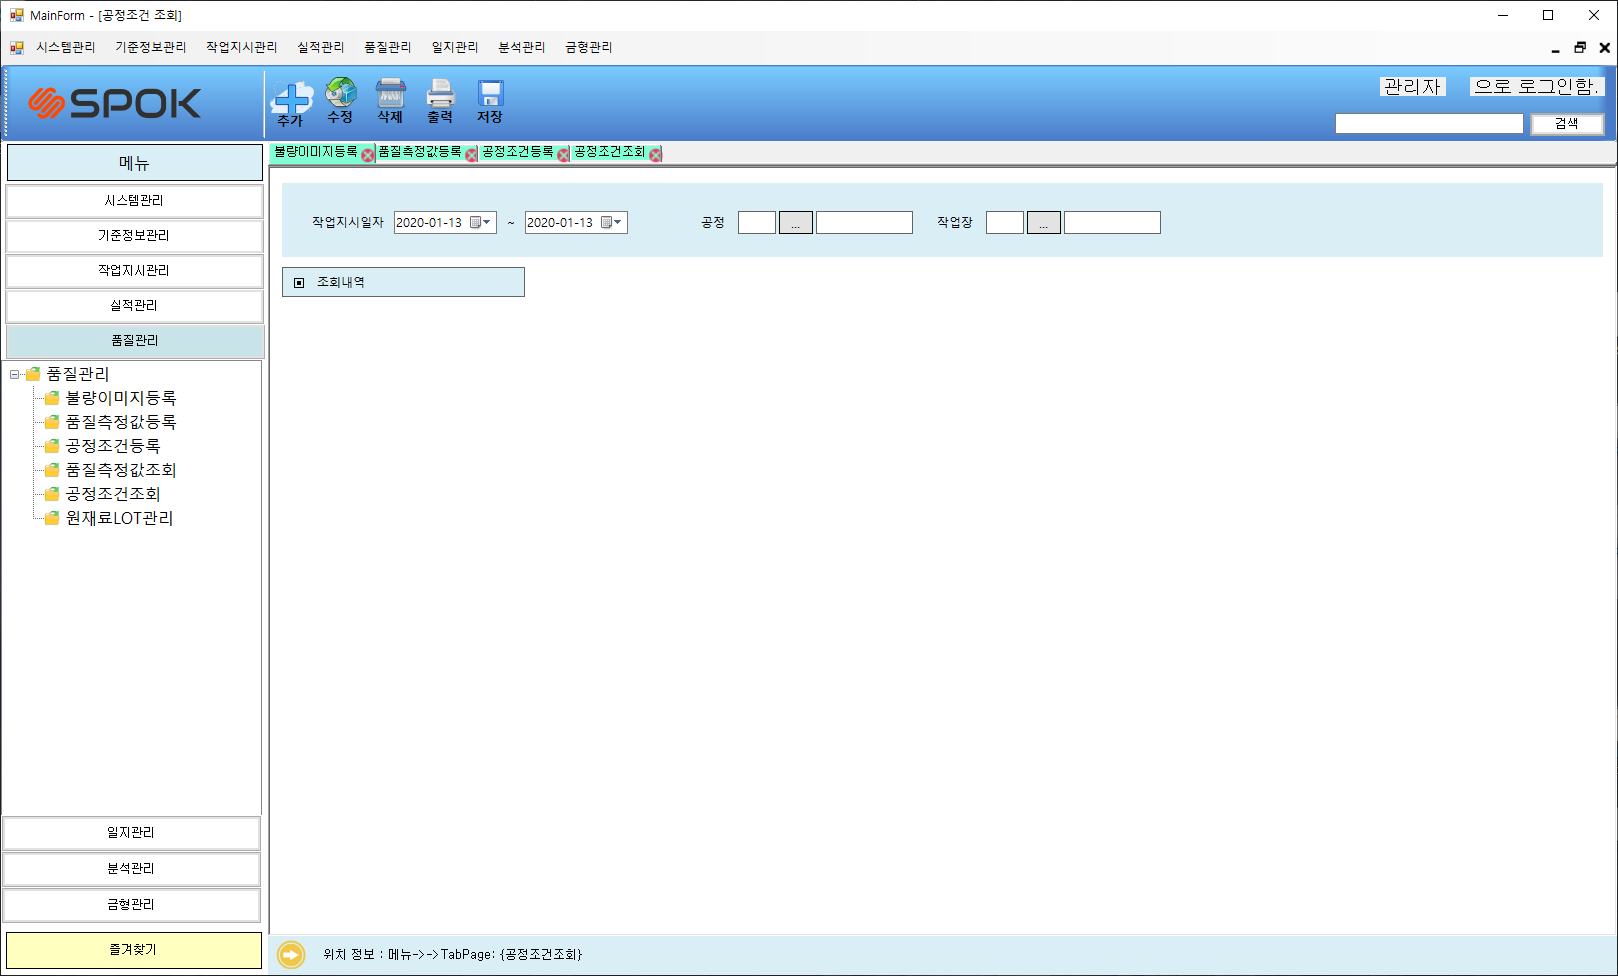 MainForm - [공정조건 조회]
시스템관리 기준정보관리 작업지시관리 실적관리 품질관리 일지관리 분석관리 금형관리
SPOK
추가 수정 삭제 출력 저장
관리자 으로 로그인함.
검색
메뉴
시스템관리
기준정보관리
작업지시관리
실적관리
품질관리
품질관리
불량이미지등록
품질측정값등록
공정조건등록
품질측정값조회
공정조건조회
원재료LOT관리
일지관리
분석관리
금형관리
즐겨찾기
불량이미지등록 품질측정값등록 공정조건등록 공정조건조회
작업지시일자 2020-01-13 ~ 2020-01-13 공정 ... 작업장 ...
조회내역
위치 정보 : 메뉴->->TabPage: {공정조건조회}